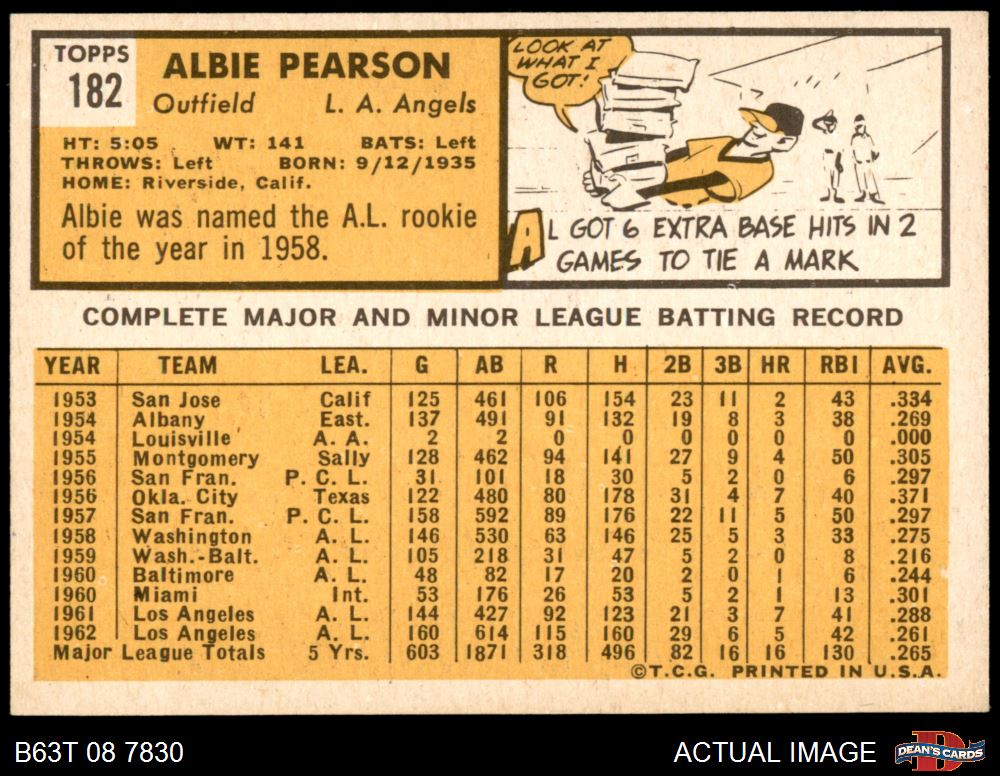 TOPPS
182
ALBIE PEARSON
Outfield L. A. Angels
HT: 5:05 WT: 141 BATS: Left
THROWS: Left BORN: 9/12/1935
HOME: Riverside, Calif.
Albie was named the A.L. rookie
of the year in 1958.
LOOK AT
WHAT I
GOT!
AL GOT 6 EXTRA BASE HITS IN 2
GAMES TO TIE A MARK
COMPLETE MAJOR AND MINOR LEAGUE BATTING RECORD
YEAR TEAM LEA. G AB R H 2B 3B HR RBI AVG.
1953 San Jose Calif 125 461 106 154 23 11 2 43 .334
1954 Albany East. 137 491 91 132 19 8 3 38 .269
1954 Louisville A. A. 2 2 0 0 0 0 0 0 .000
1955 Montgomery Sally 128 462 94 141 27 9 4 50 .305
1956 San Fran. P. C. L. 31 101 18 30 5 2 0 6 .297
1956 Okla. City Texas 122 480 80 178 31 4 7 40 .371
1957 San Fran. P. C. L. 158 592 89 176 22 11 5 50 .297
1958 Washington A. L. 146 530 63 146 25 5 3 33 .275
1959 Wash.-Balt. A. L. 105 218 31 47 5 2 0 8 .216
1960 Baltimore A. L. 48 82 17 20 2 0 1 6 .244
1960 Miami Int. 53 176 26 53 5 2 1 13 .301
1961 Los Angeles A. L. 144 427 92 123 21 3 7 41 .288
1962 Los Angeles A. L. 160 614 115 160 29 6 5 42 .261
Major League Totals 5 Yrs. 603 1871 318 496 82 16 16 130 .265
©T.C.G. PRINTED IN U.S.A.
B63T 08 7830
ACTUAL IMAGE
D
DEAN'S CARDS